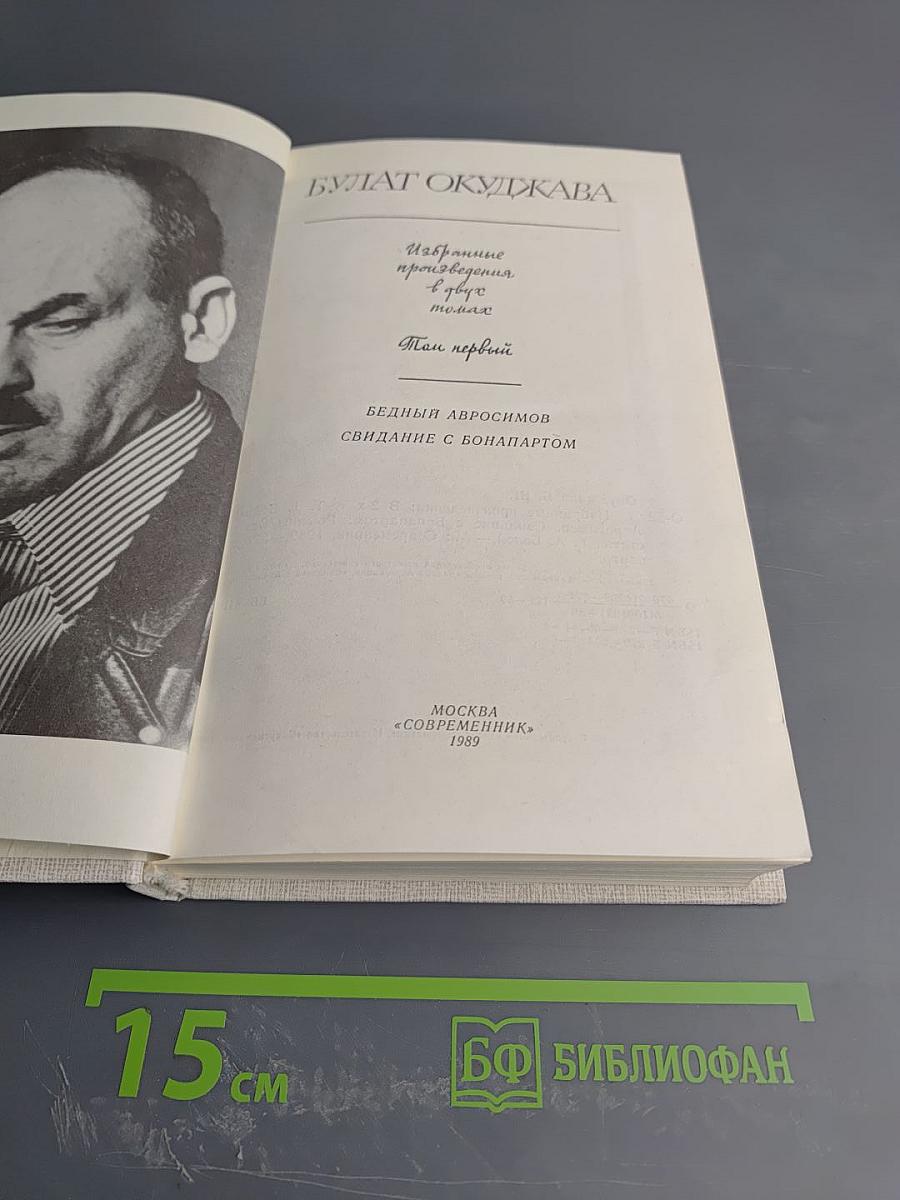 БУЛАТ ОКУДЖАВА
Избранные
произведения
в двух
томах
Том первый
БЕДНЫЙ АВРОСИМОВ
СВИДАНИЕ С БОНАПАРТОМ
МОСКВА
«СОВРЕМЕННИК»
1989
15 см
БФ БИБЛИОФАН